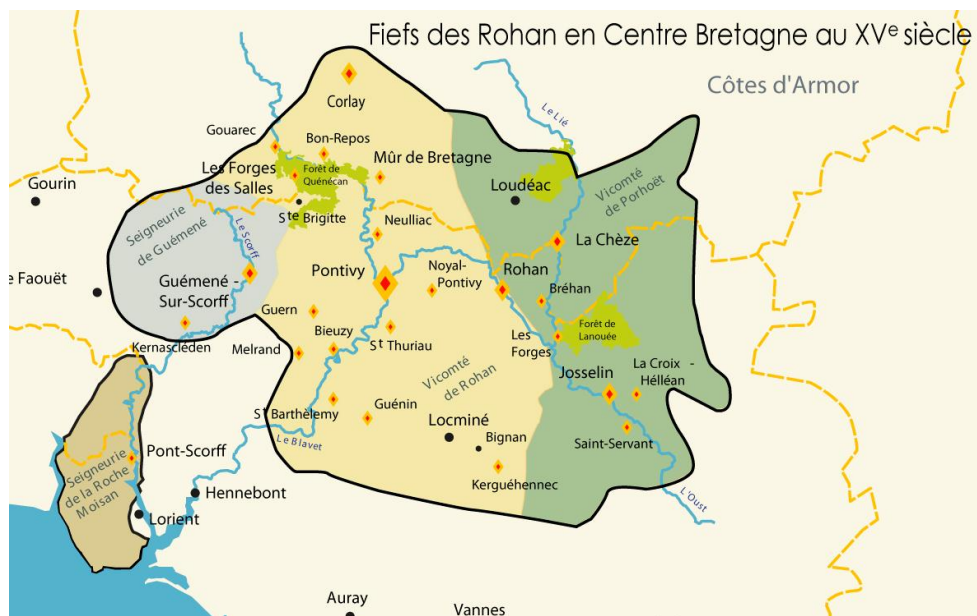 Fiefs des Rohan en Centre Bretagne au XVe siècle
Côtes d'Armor
Corlay
Le Lié
Gouarec
Bon-Repos
Mûr de Bretagne
Les Forges
des Salles
Forêt de
Quénécan
Loudéac
Vicomté
de Porhoët
Gourin
Ste Brigitte
Seigneurie
de Guémené
Le Scorff
Neulliac
La Chèze
e Faouët
Guémené -
Sur-Scorff
Pontivy
Noyal-
Pontivy
Rohan
Bréhan
Guern
Bieuzy
St Thuriau
Les
Forges
Forêt de
Lanouée
Kernascléden
Melrand
Vicomté
de Rohan
Josselin
La Croix -
Hélléan
St Barthèlemy
Guénin
Locminé
Bignan
Saint-Servant
Le Blavet
Pont-Scorff
Seigneurie
de la Roche
Moisan
Kerguéhennec
L'Oust
Hennebont
Lorient
Auray
Vannes